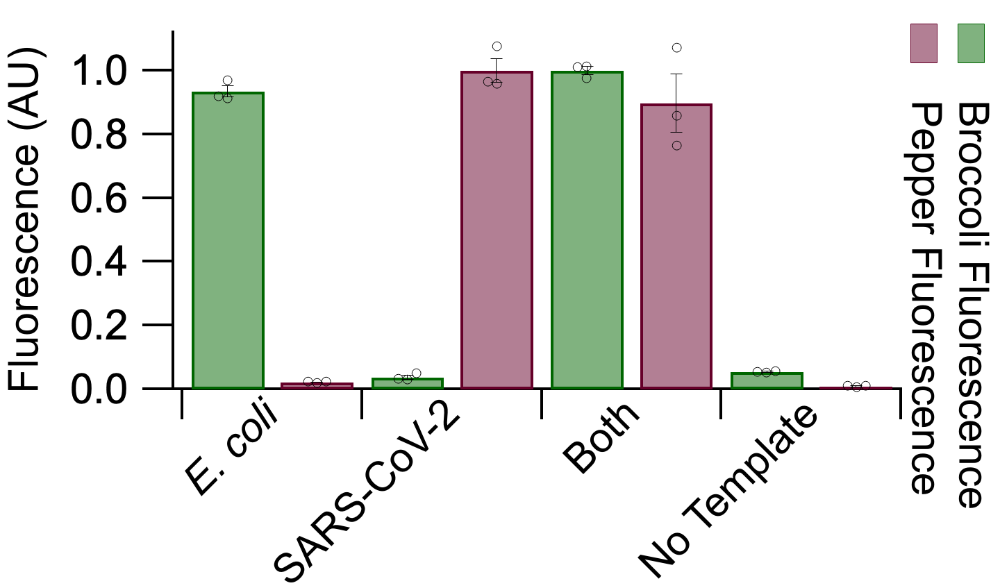 Fluorescence (AU)
1.0
0.8
0.6
0.4
0.2
0.0
E. coli
SARS-CoV-2
Both
No Template
Broccoli Fluorescence
Pepper Fluorescence